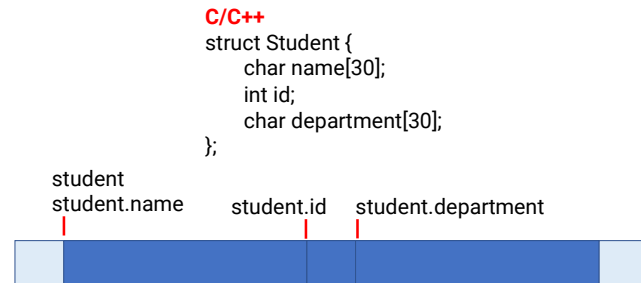 C/C++
struct Student {
char name[30];
int id;
char department[30];
};
student
student.name
student.id
student.department